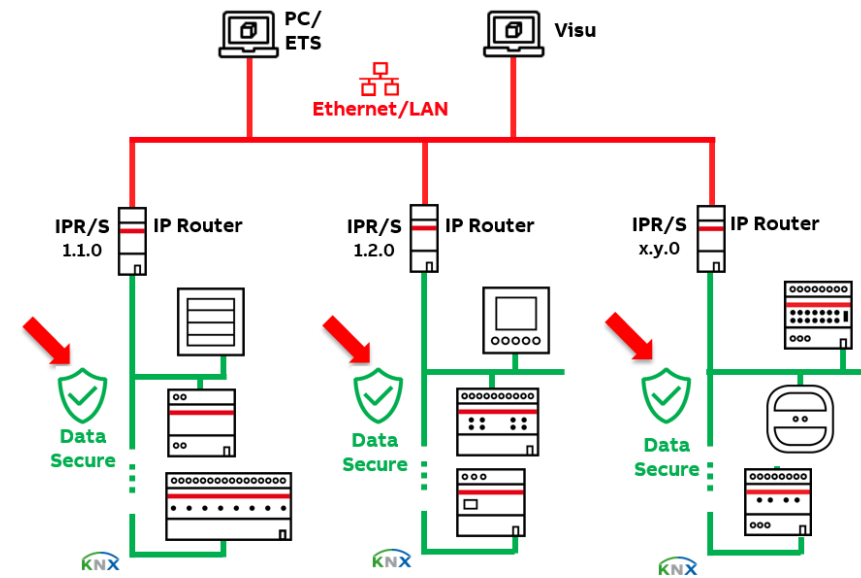 PC/
ETS
Visu
Ethernet/LAN
IPR/S
1.1.0
IP Router
IPR/S
1.2.0
IP Router
IPR/S
x.y.0
IP Router
Data
Secure
Data
Secure
Data
Secure
KNX
KNX
KNX